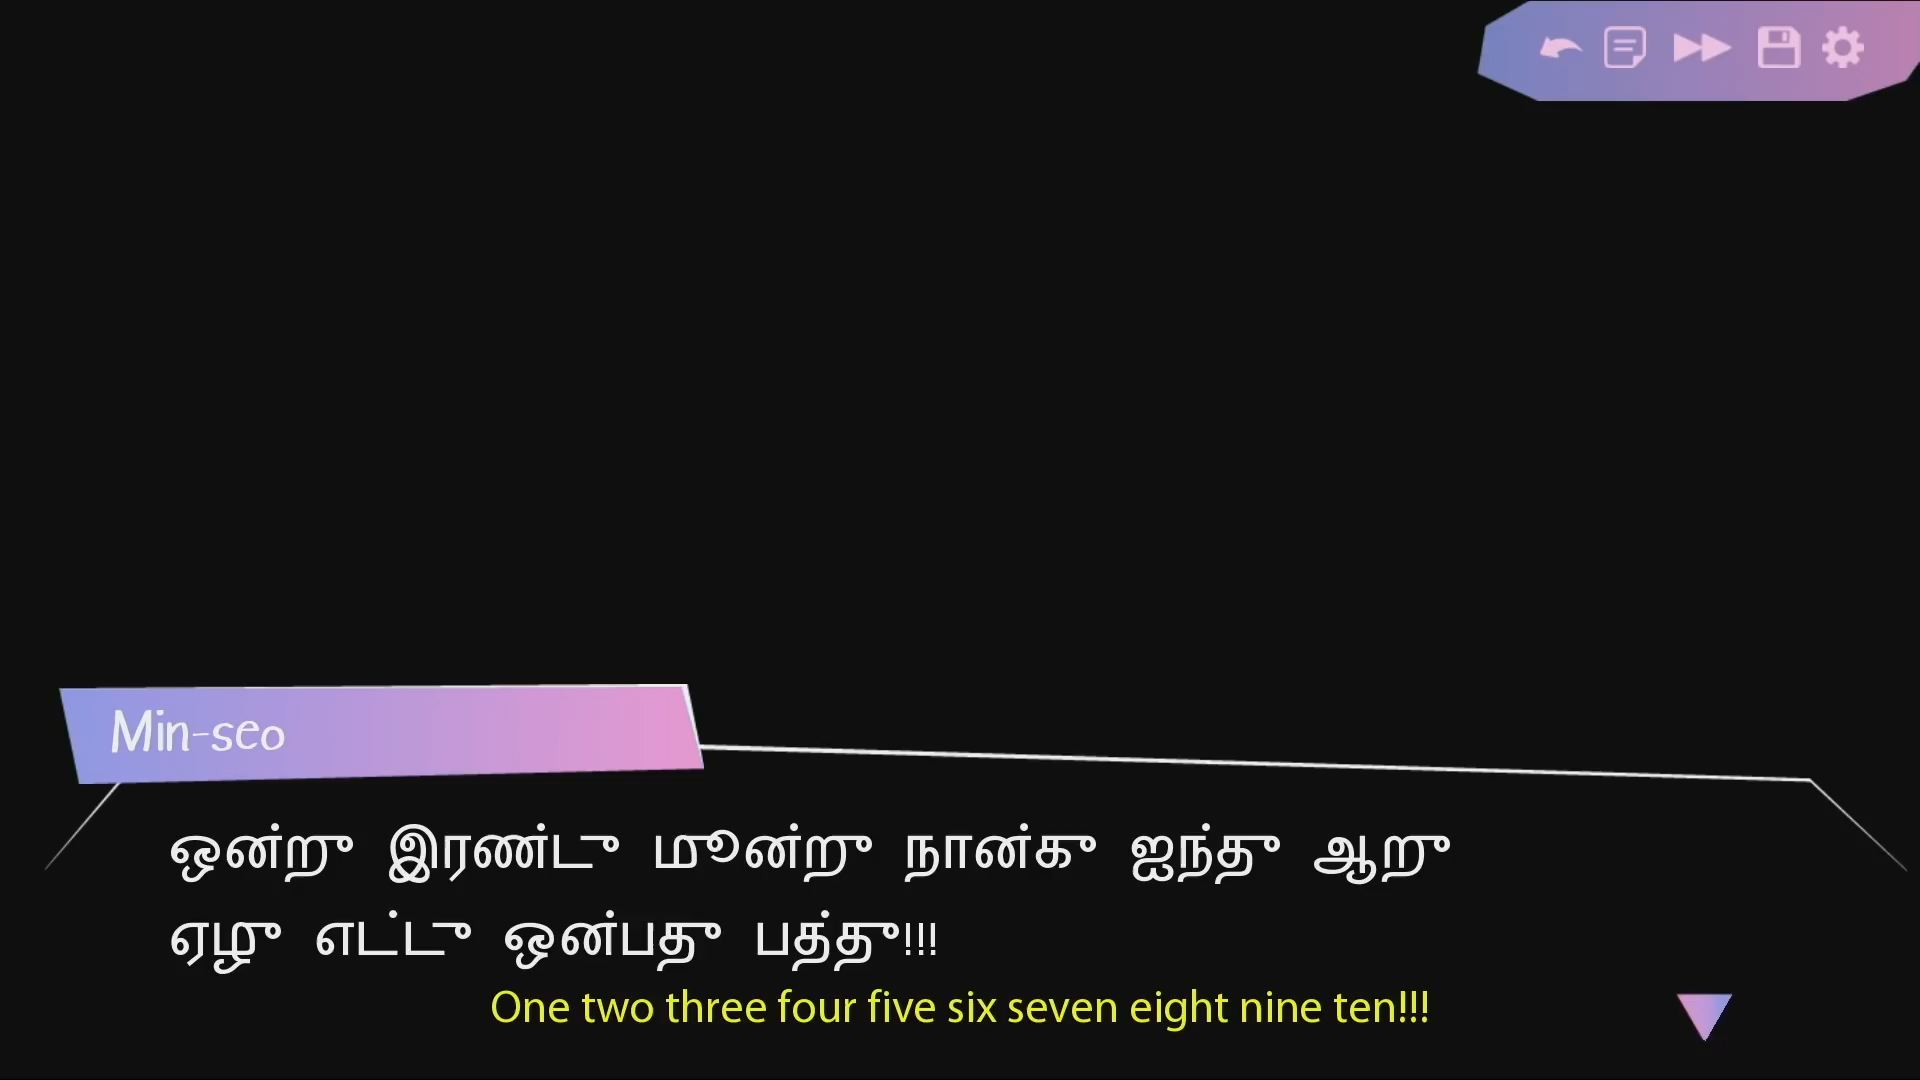 Min-seo
ஒன்று இரண்டு மூன்று நான்கு ஐந்து ஆறு
ஏழு எட்டு ஒன்பது பத்து!!!
One two three four five six seven eight nine ten!!!